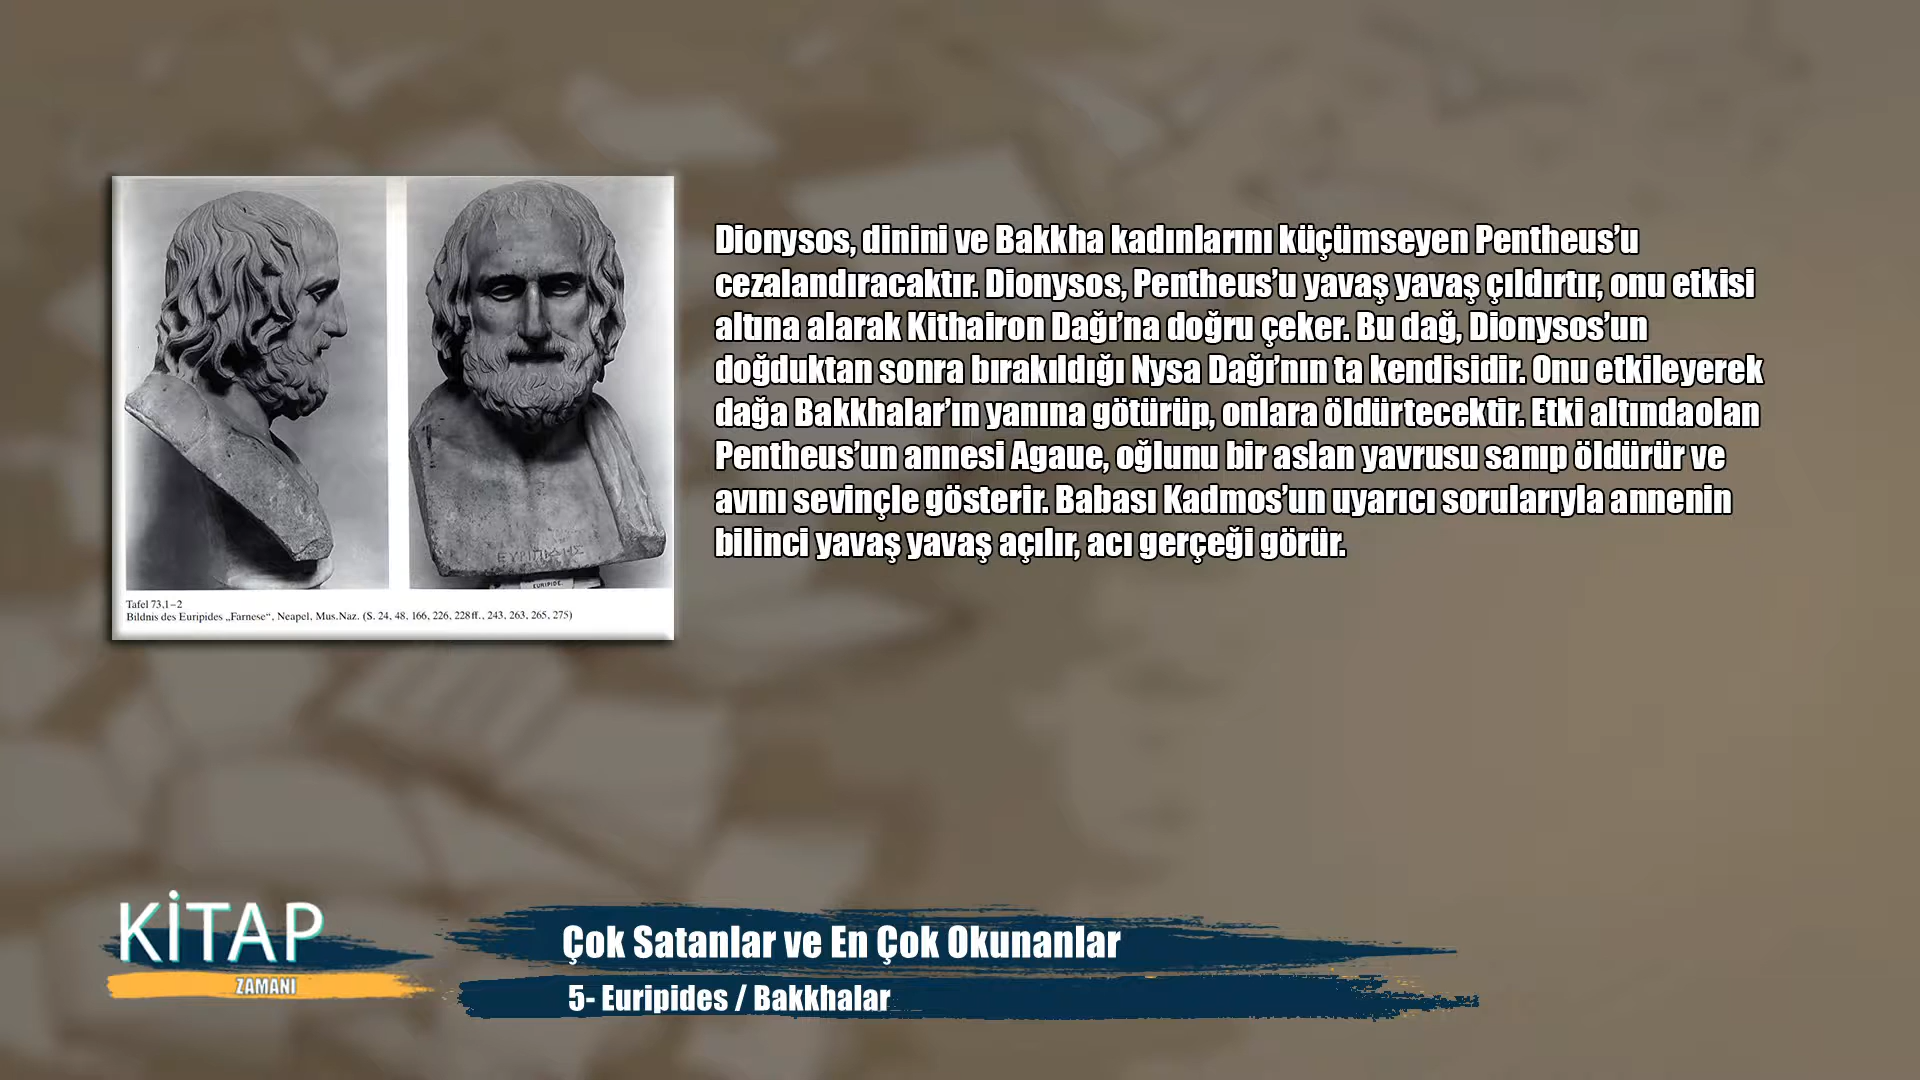 Dionysos, dinini ve Bakkha kadınlarını küçümseyen Pentheus’u
cezalandıracaktır. Dionysos, Pentheus’u yavaş yavaş çıldırtır, onu etkisi
altına alarak Kithairon Dağı’na doğru çeker. Bu dağ, Dionysos’un
doğduktan sonra bırakıldığı Nysa Dağı’nın ta kendisidir. Onu etkileyerek
dağa Bakkhalar’ın yanına götürüp, onlara öldürtecektir. Etki altındaolan
Pentheus’un annesi Agaue, oğlunu bir aslan yavrusu sanıp öldürür ve
avını sevinçle gösterir. Babası Kadmos’un uyarıcı sorularıyla annenin
bilinci yavaş yavaş açılır, acı gerçeği görür.
ΕΥΡΙΠΙΔΗΣ
EURIPIDE.
Tafel 73,1–2
Bildnis des Euripides „Farnese“, Neapel, Mus.Naz. (S. 24, 48, 166, 226, 228 ff., 243, 263, 265, 275)
KİTAP
ZAMANI
Çok Satanlar ve En Çok Okunanlar
5- Euripides / Bakkhalar